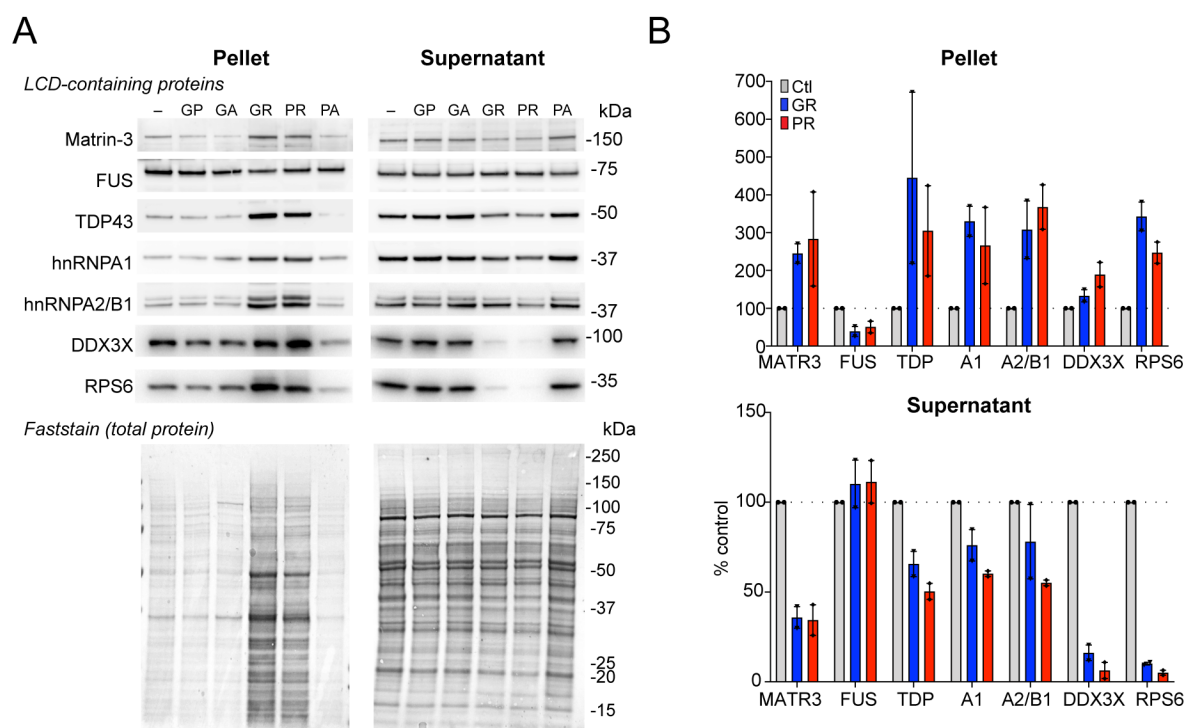 A
Pellet
Supernatant
LCD-containing proteins
– GP GA GR PR PA
– GP GA GR PR PA
kDa
Matrin-3
-150
FUS
-75
TDP43
-50
hnRNPA1
-37
hnRNPA2/B1
-37
DDX3X
-100
RPS6
-35
Faststain (total protein)
kDa
-250
-150
-100
-75
-50
-37
-25
-20
-15
B
Pellet
700
600
500
400
300
200
100
0
Ctl
GR
PR
MATR3 FUS TDP A1 A2/B1 DDX3X RPS6
Supernatant
% control
150
100
50
0
MATR3 FUS TDP A1 A2/B1 DDX3X RPS6